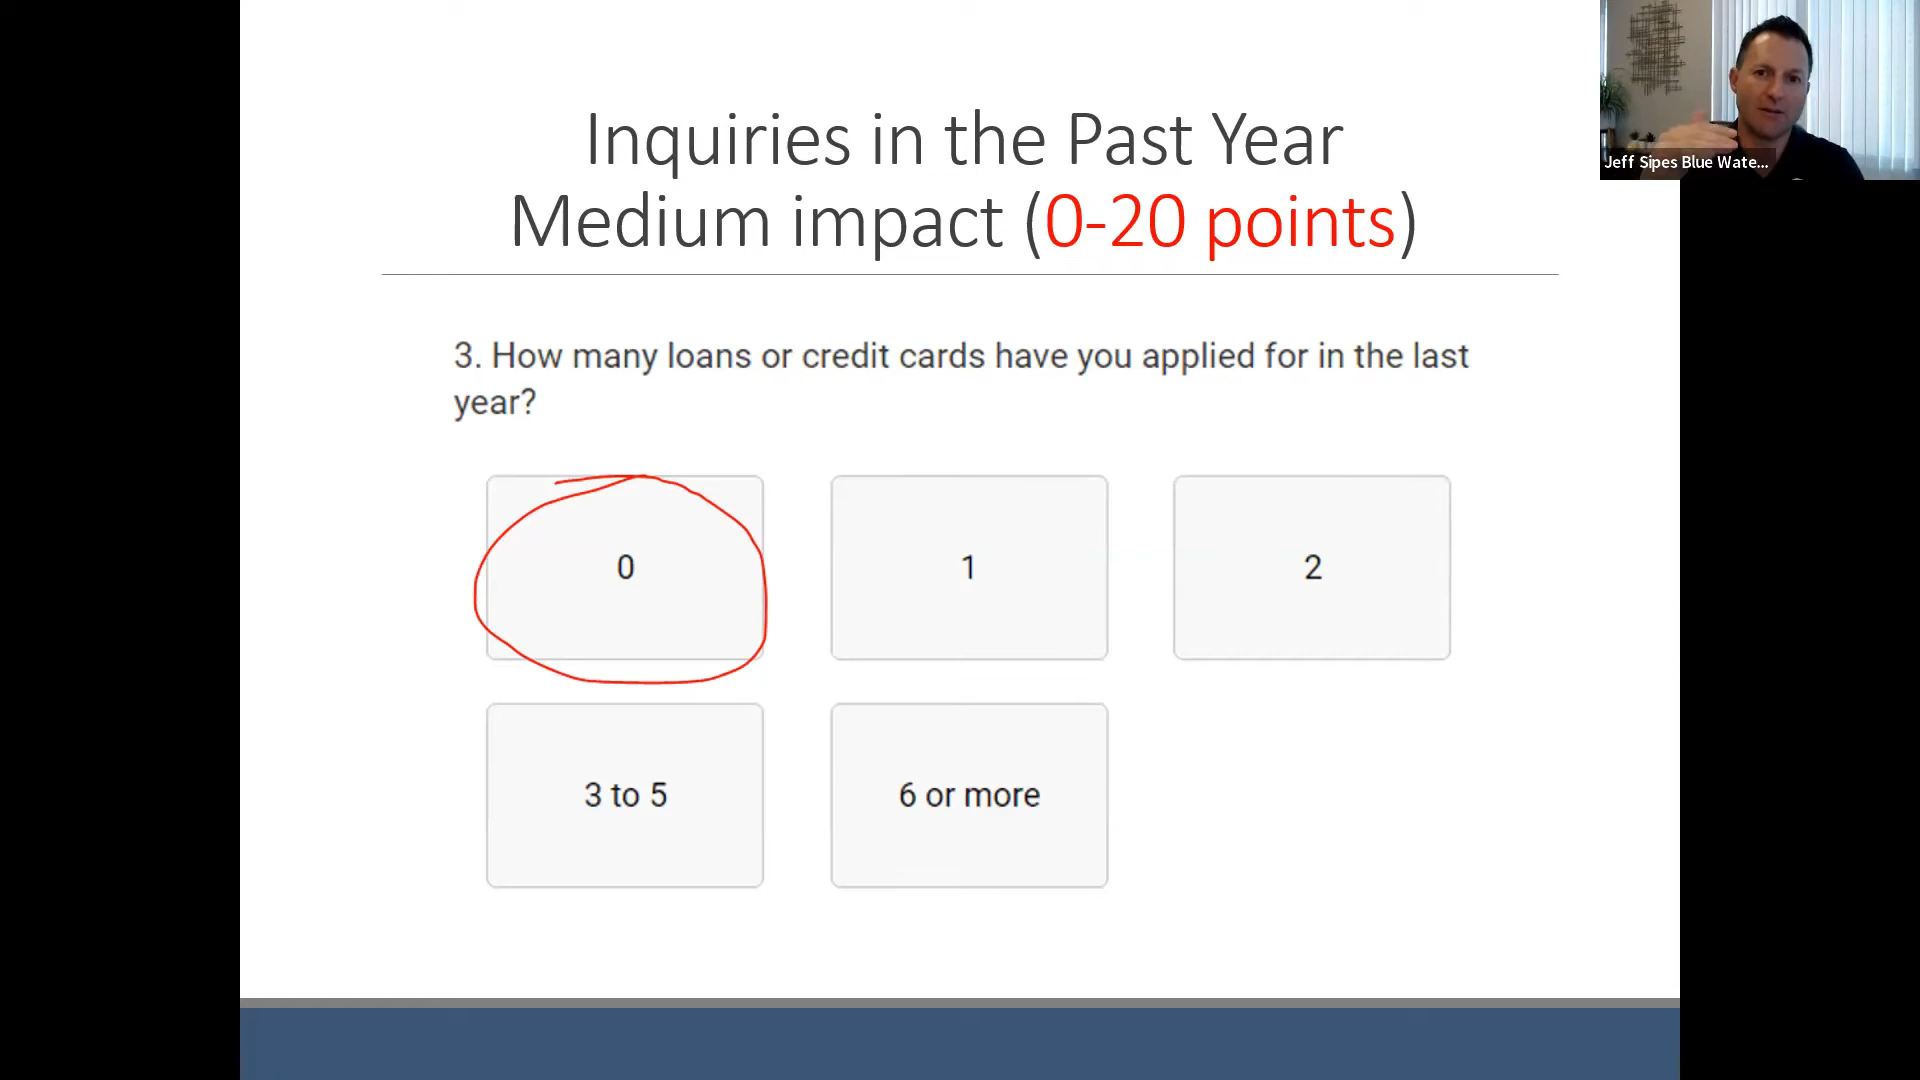 Inquiries in the Past Year
Medium impact (0-20 points)
3. How many loans or credit cards have you applied for in the last
year?
0
1
2
3 to 5
6 or more
Jeff Sipes Blue Wate...